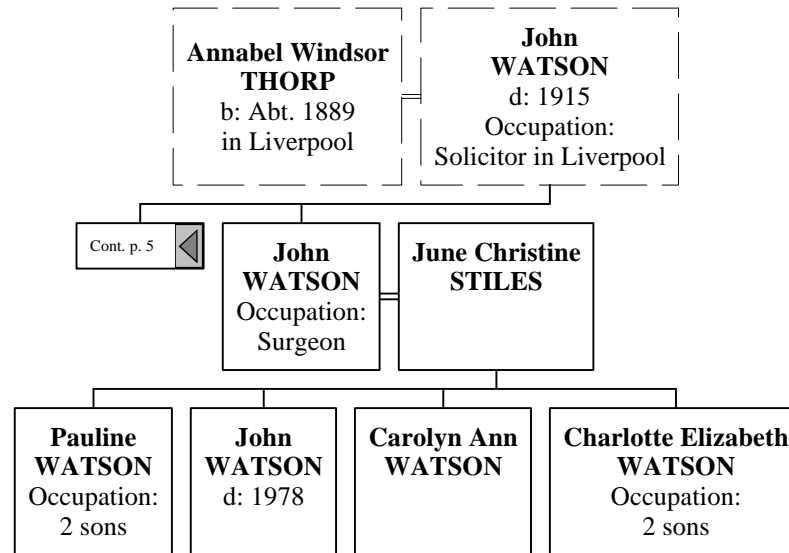 Annabel Windsor
THORP
b: Abt. 1889
in Liverpool
John
WATSON
d: 1915
Occupation:
Solicitor in Liverpool
Cont. p. 5
John
WATSON
Occupation:
Surgeon
June Christine
STILES
Pauline
WATSON
Occupation:
2 sons
John
WATSON
d: 1978
Carolyn Ann
WATSON
Charlotte Elizabeth
WATSON
Occupation:
2 sons